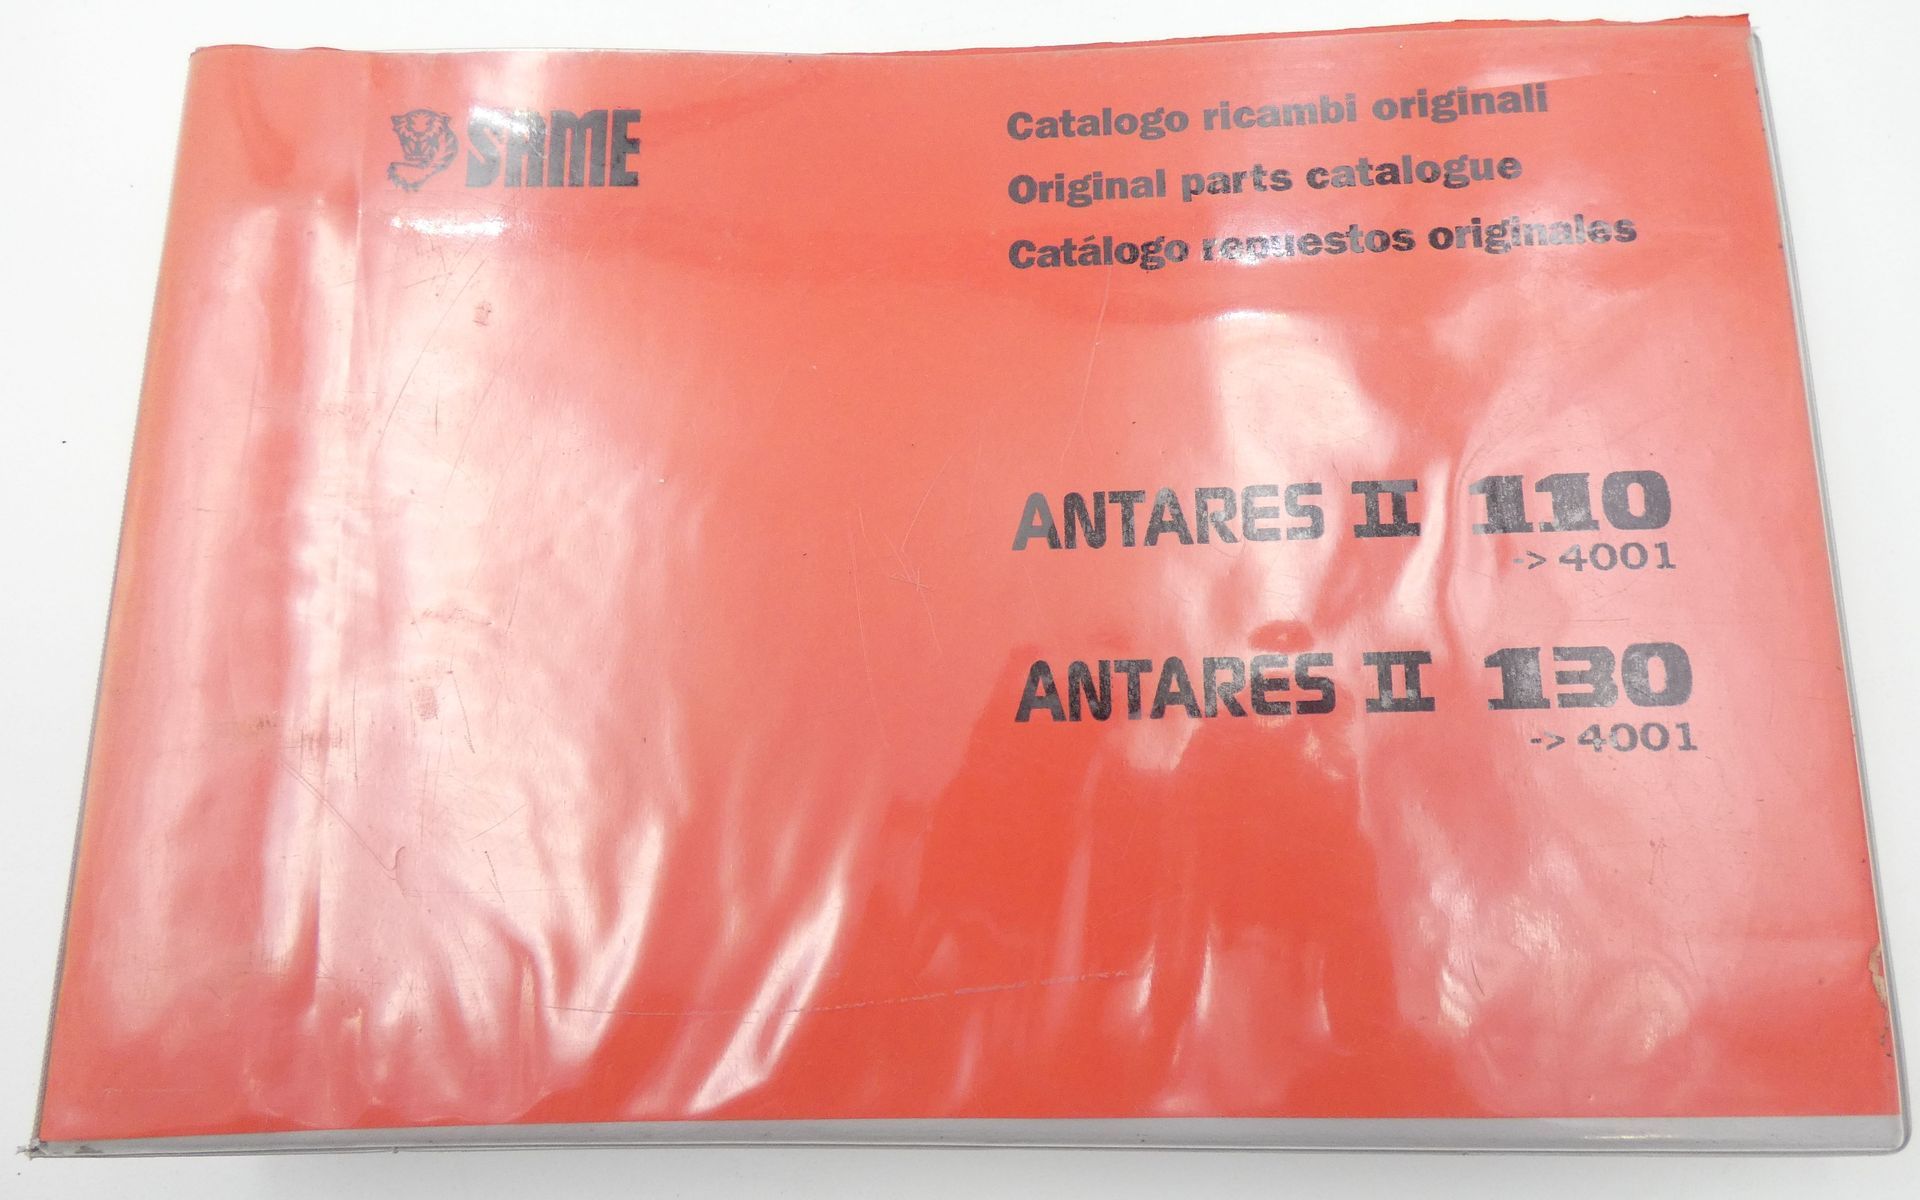 SAME
Catalogo ricambi originali
Original parts catalogue
Catálogo repuestos originales
ANTARES II 110
-> 4001
ANTARES II 130
-> 4001